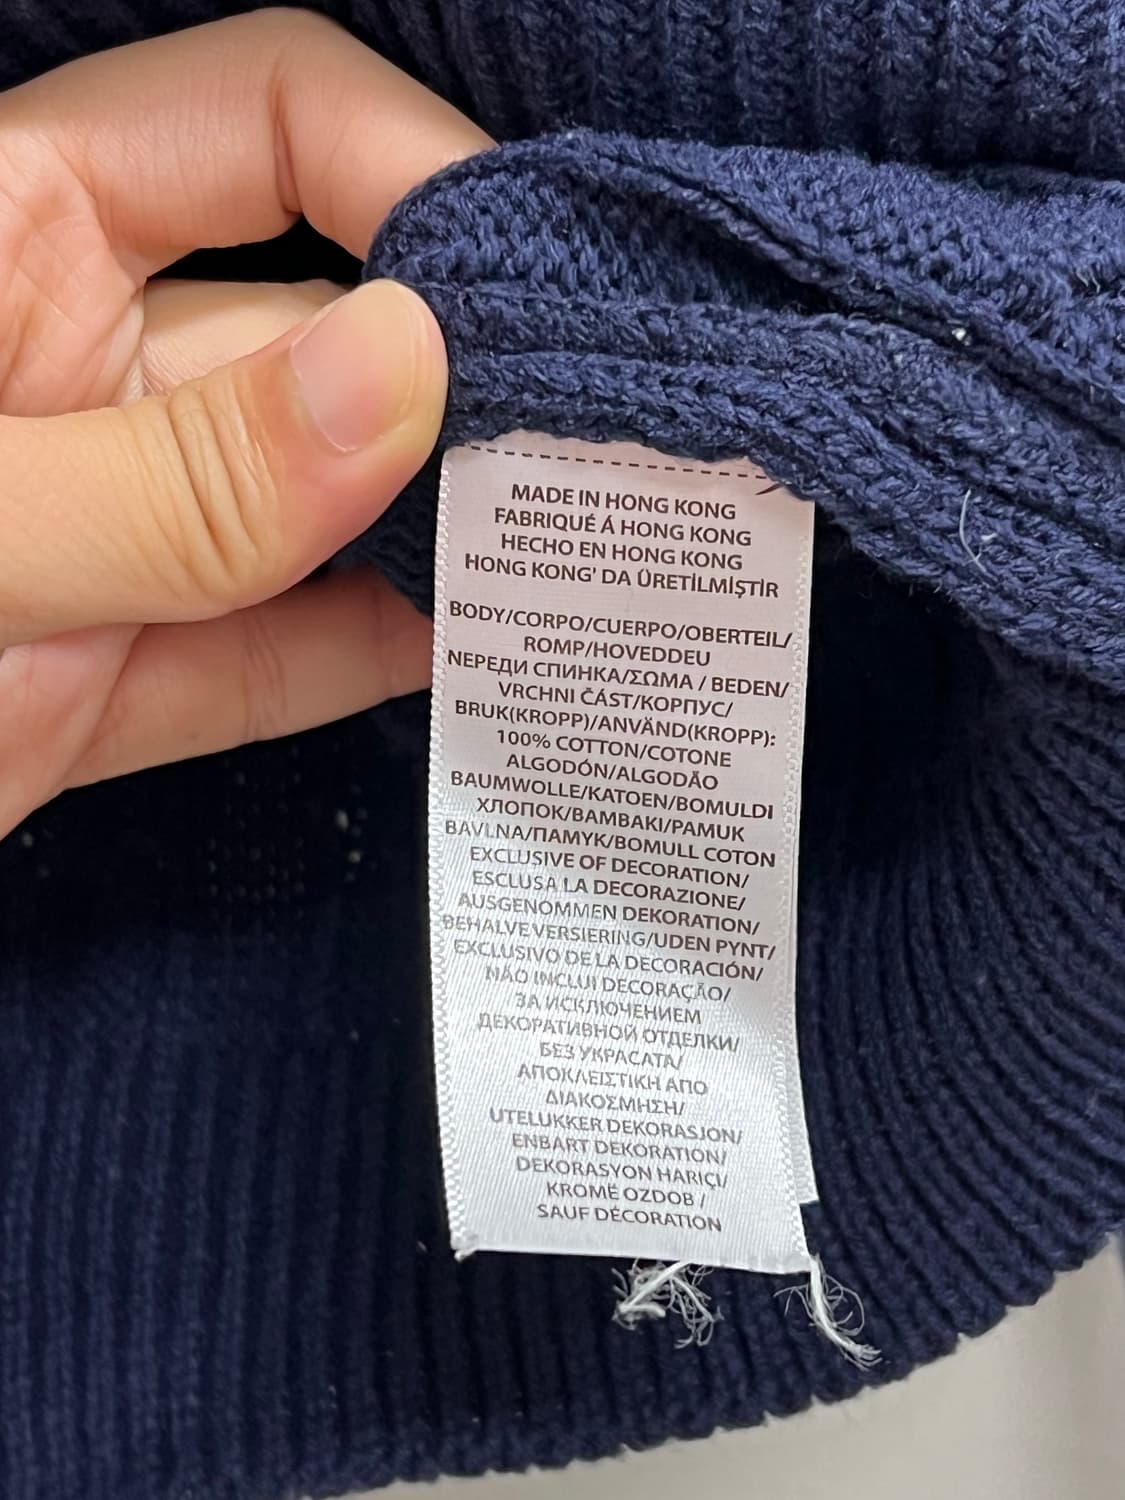 MADE IN HONG KONG
FABRIQUÉ Á HONG KONG
HECHO EN HONG KONG
HONG KONG' DA ÜRETİLMİŞTİR
BODY/CORPO/CUERPO/OBERTEIL/
ROMP/HOVEDDEU
NEРЕДИ СПИНКА/ΣΩΜΑ / BEDEN/
VRCHNI ČÁST/КОРПУС/
BRUK(KROPP)/ANVÄND(KROPP):
100% COTTON/COTONE
ALGODÓN/ALGODÃO
BAUMWOLLE/KATOEN/BOMULDI
ХЛОПОК/BAMBAKI/PAMUK
BAVLNA/ПАМУК/BOMULL COTON
EXCLUSIVE OF DECORATION/
ESCLUSA LA DECORAZIONE/
AUSGENOMMEN DEKORATION/
BEHALVE VERSIERING/UDEN PYNT/
EXCLUSIVO DE LA DECORACIÓN/
NÃO INCLUI DECORAÇÃO/
ЗА ИСКЛЮЧЕНИЕМ
ДЕКОРАТИВНОЙ ОТДЕЛКИ/
БЕЗ УКРАСАТА/
ΑΠΟΚΛΕΙΣΤΙΚΗ ΑΠΟ
ΔΙΑΚΟΣΜΗΣΗ/
UTELUKKER DEKORASJON/
ENBART DEKORATION/
DEKORASYON HARIÇI/
KROMĚ OZDOB /
SAUF DÉCORATION